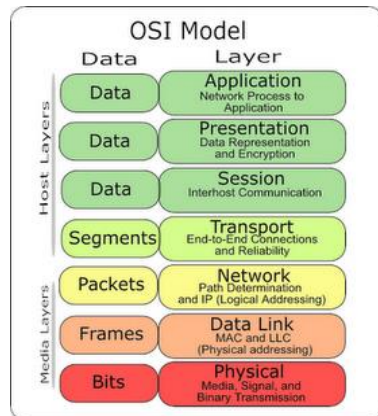 OSI Model
Data Layer
Host Layers
Data
Application
Network Process to
Application
Data
Presentation
Data Representation
and Encryption
Data
Session
Interhost Communication
Segments
Transport
End-to-End Connections
and Reliability
Media Layers
Packets
Network
Path Determination
and IP (Logical Addressing)
Frames
Data Link
MAC and LLC
(Physical addressing)
Bits
Physical
Media, Signal, and
Binary Transmission